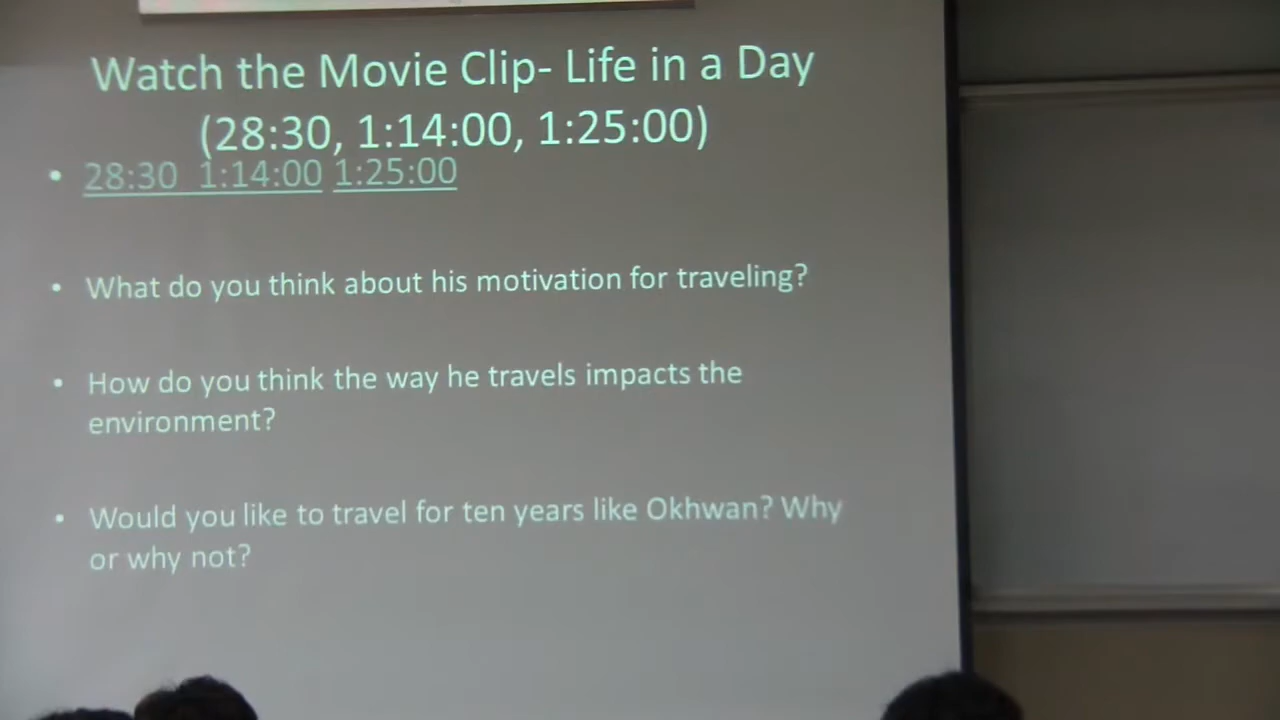 Watch the Movie Clip- Life in a Day
(28:30, 1:14:00, 1:25:00)
• 28:30 1:14:00 1:25:00
• What do you think about his motivation for traveling?
• How do you think the way he travels impacts the
environment?
• Would you like to travel for ten years like Okhwan? Why
or why not?